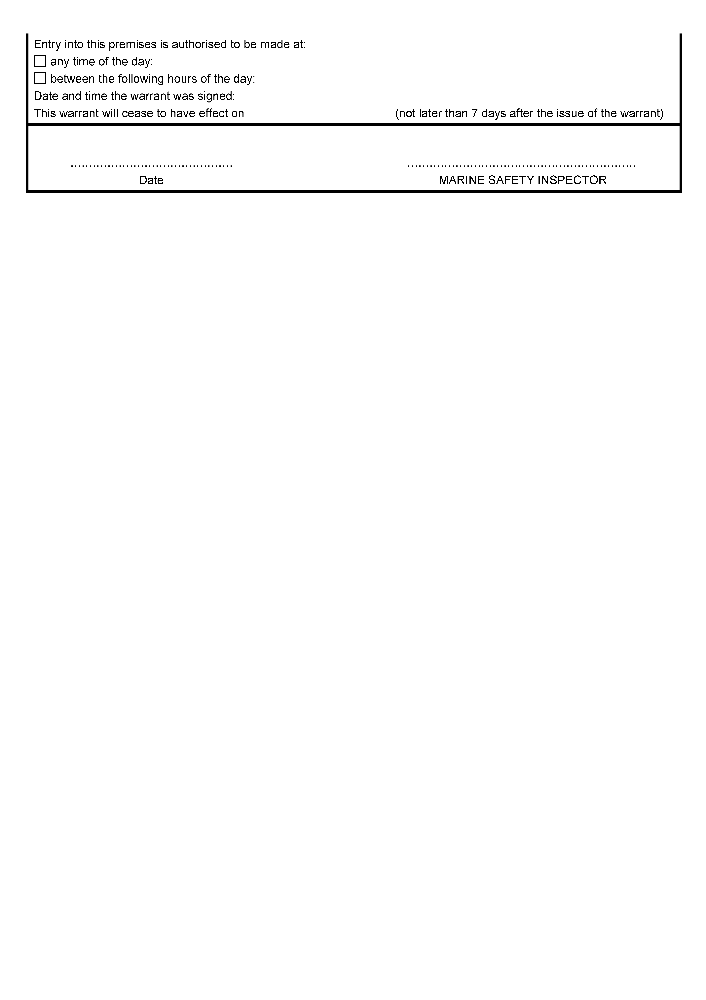 Entry into this premises is authorised to be made at:
any time of the day:
between the following hours of the day:
Date and time the warrant was signed:
This warrant will cease to have effect on (not later than 7 days after the issue of the warrant)
............................................ ..............................................................
Date MARINE SAFETY INSPECTOR